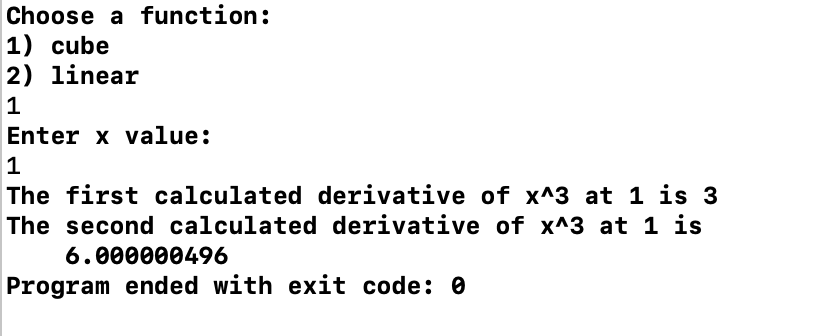 Choose a function:
1) cube
2) linear
1
Enter x value:
1
The first calculated derivative of x^3 at 1 is 3
The second calculated derivative of x^3 at 1 is
6.000000496
Program ended with exit code: 0